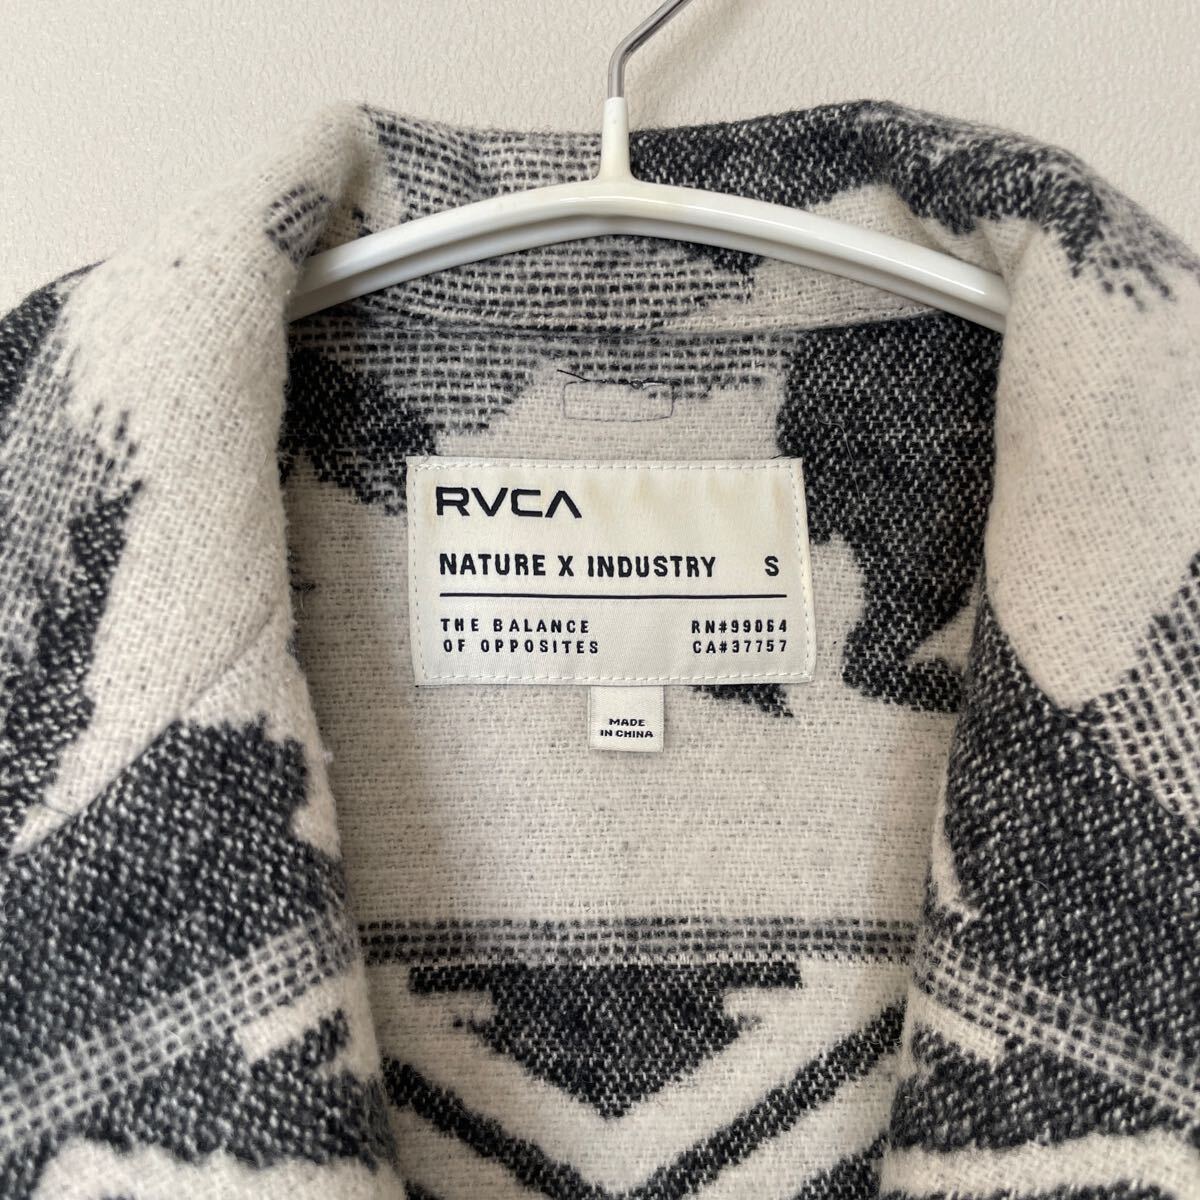 RVCA
NATURE X INDUSTRY S
THE BALANCE RN#99064
OF OPPOSITES CA#37757
MADE
IN CHINA